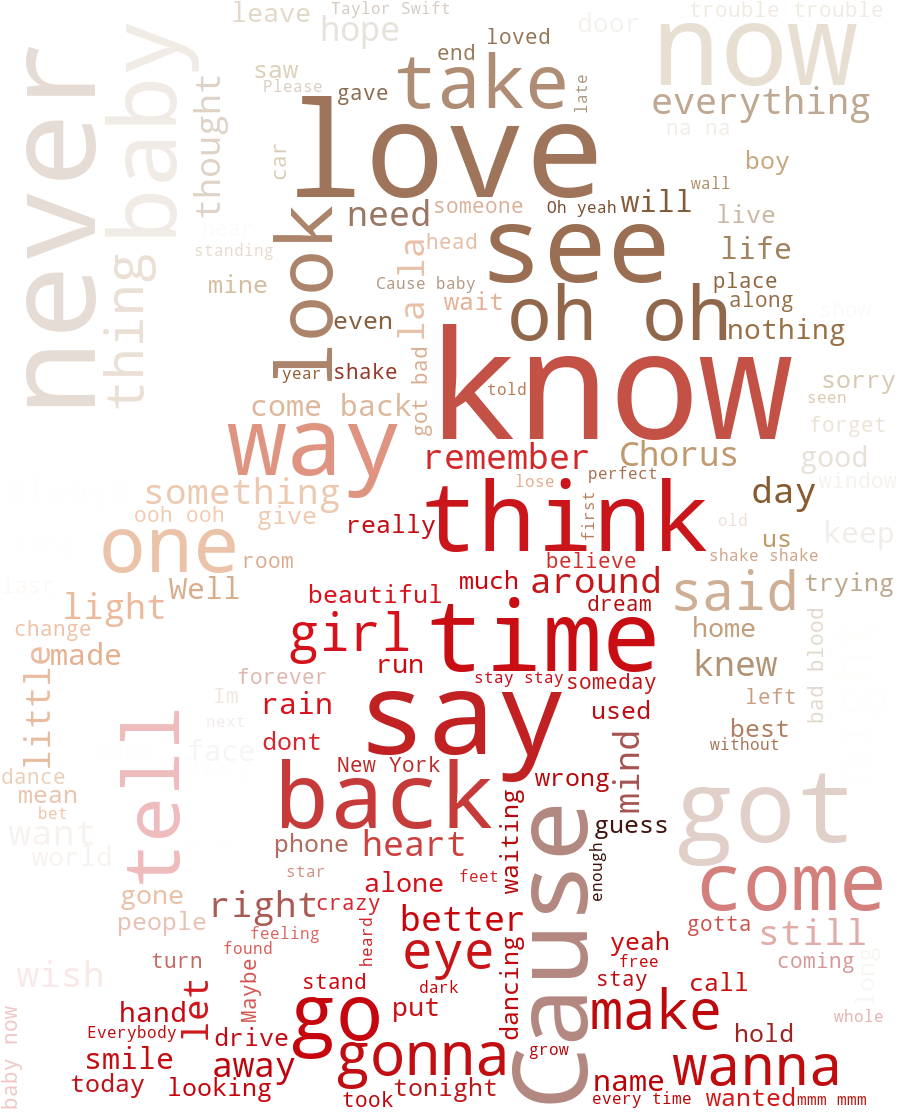 leave
Taylor Swift
trouble trouble
hope
door
loved
end
now
never
baby
saw
take
Please
gave
late
everything
thought
love
na na
car
boy
wall
need
someone
Oh yeah
will
live
near
look
see
head
life
standing
la la
thing
mine
Cause baby
place
wait
oh oh
along
snow
even
nothing
know
got bad
year
shake
told
sorry
seen
come back
forget
way
remember
Chorus
good
perfect
something
lose
window
think
day
first
ooh ooh
give
really
old
keep
one
us
room
believe
shake shake
last
Well
much
around
said
trying
beautiful
light
dream
time
bad blood
change
girl
home
little
made
run
knew
forever
stay stay
someday
Im
say
left
rain
used
next
tell
best
dont
face
mind
without
New York
dance
back
wrong
got
mean
waiting
Cause
bet
guess
want
phone
heart
world
enough
star
feet
come
alone
gone
right
crazy
people
better
gotta
still
feeling
heard
yeah
found
eye
turn
free
coming
long
wish
Maybe
dancing
stand
dark
stay
call
let
hand
go
put
make
whole
baby now
Everybody
drive
hold
smile
gonna
grow
away
wanna
today
looking
tonight
name
took
every time
wanted
mmm mmm